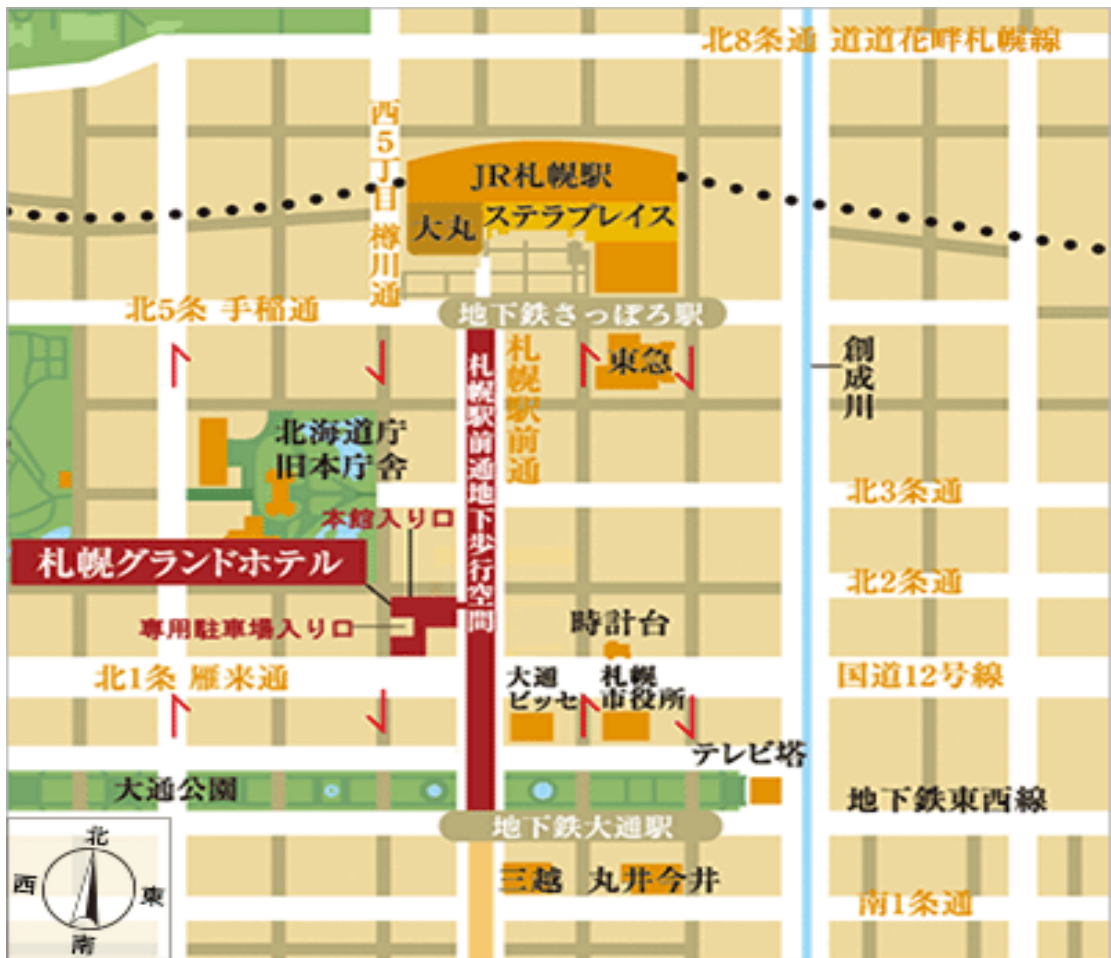 北8条通 道道花畔札幌線
西5丁目 樽川通
JR札幌駅
大丸
ステラプレイス
北5条 手稲通
地下鉄さっぽろ駅
札幌駅前通地下歩行空間
札幌駅前通
東急
創成川
北海道庁
旧本庁舎
北3条通
本館入り口
札幌グランドホテル
北2条通
専用駐車場入り口
時計台
北1条 雁来通
大通
ビッセ
札幌
市役所
国道12号線
テレビ塔
大通公園
地下鉄東西線
地下鉄大通駅
三越
丸井今井
南1条通
北
西
東
南